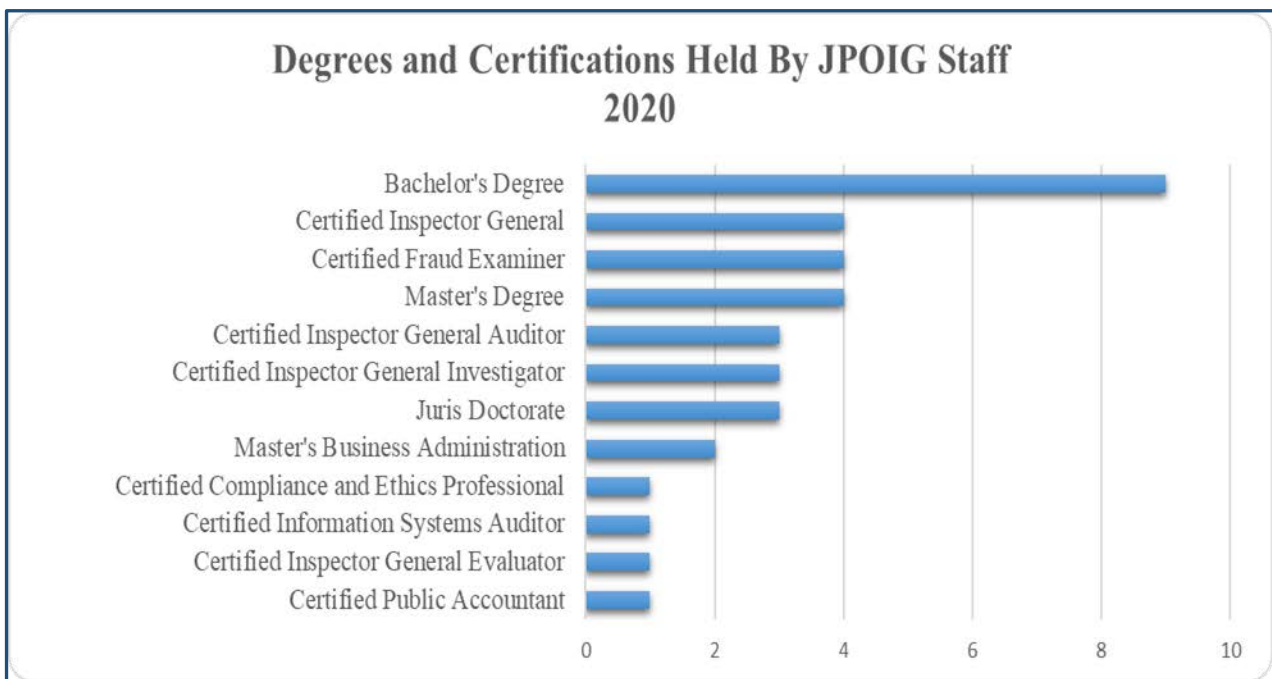 Degrees and Certifications Held By JPOIG Staff
2020
Bachelor's Degree
Certified Inspector General
Certified Fraud Examiner
Master's Degree
Certified Inspector General Auditor
Certified Inspector General Investigator
Juris Doctorate
Master's Business Administration
Certified Compliance and Ethics Professional
Certified Information Systems Auditor
Certified Inspector General Evaluator
Certified Public Accountant
0 2 4 6 8 10